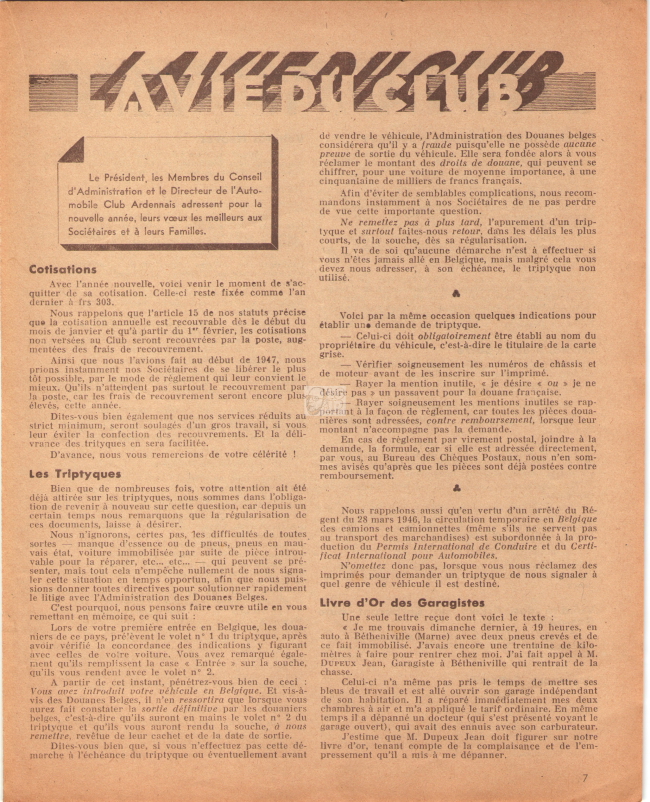 LA VIE DU CLUB
Le Président, les Membres du Conseil
d'Administration et le Directeur de l'Auto-
mobile Club Ardennais adressent pour la
nouvelle année, leurs vœux les meilleurs aux
Sociétaires et à leurs Familles.
Cotisations
Avec l'année nouvelle, voici venir le moment de s'ac-
quitter de sa cotisation. Celle-ci reste fixée comme l'an
dernier à frs 303.
Nous rappelons que l'article 15 de nos statuts précise
que la cotisation annuelle est recouvrable dès le début du
mois de janvier et qu'à partir du 1er février, les cotisations
non versées au Club seront recouvrées par la poste, aug-
mentées des frais de recouvrement.
Ainsi que nous l'avions fait au début de 1947, nous
prions instamment nos Sociétaires de se libérer le plus
tôt possible, par le mode de règlement qui leur convient le
mieux. Qu'ils n'attendent pas surtout le recouvrement par
la poste, car les frais de recouvrement seront encore plus
élevés, cette année.
Dites-vous bien également que nos services réduits au
strict minimum, seront soulagés d'un gros travail, si vous
leur éviter la confection des recouvrements. Et la déli-
vrance des trityques en sera facilitée.
D'avance, nous vous remercions de votre célérité !
Les Triptyques
Bien que de nombreuses fois, votre attention ait été
déjà attirée sur les triptyques, nous sommes dans l'obliga-
tion de revenir à nouveau sur cette question, car depuis un
certain temps nous remarquons que la régularisation de
ces documents, laisse à désirer.
Nous n'ignorons, certes pas, les difficultés de toutes
sortes — manque d'essence ou de pneus, pneus en mau-
vais état, voiture immobilisée par suite de pièce introu-
vable pour la réparer, etc... etc... — qui peuvent se pré-
senter, mais tout cela n'empêche nullement de nous signa-
ler cette situation en temps opportun, afin que nous puis-
sions donner toutes directives pour solutionner rapidement
le litige avec l'Administration des Douanes Belges.
C'est pourquoi, nous pensons faire œuvre utile en vous
remettant en mémoire, ce qui suit :
Lors de votre première entrée en Belgique, les doua-
niers de ce pays, prélèvent le volet n° 1 du triptyque, après
avoir vérifié la concordance des indications y figurant
avec celles de votre voiture. Vous avez remarqué égale-
ment qu'ils remplissent la case « Entrée » sur la souche,
qu'ils vous rendent avec le volet n° 2.
A partir de cet instant, pénétrez-vous bien de ceci :
Vous avez introduit votre véhicule en Belgique. Et vis-à-
vis des Douanes Belges, il n'en ressortira que lorsque vous
aurez fait constater la sortie définitive par les douaniers
belges, c'est-à-dire qu'ils auront en mains le volet n° 2 du
triptyque et qu'ils vous auront rendu la souche, à nous
remettre, revêtue de leur cachet et de la date de sortie.
Dites-vous bien que, si vous n'effectuez pas cette dé-
marche à l'échéance du triptyque ou éventuellement avant
dé vendre le véhicule, l'Administration des Douanes belges
considérera qu'il y a fraude puisqu'elle ne possède aucune
preuve de sortie du véhicule. Elle sera fondée alors à vous
réclamer le montant des droits de douane, qui peuvent se
chiffrer, pour une voiture de moyenne importance, à une
cinquantaine de milliers de francs français.
Afin d'éviter de semblables complications, nous recom-
mandons instamment à nos Sociétaires de ne pas perdre
de vue cette importante question.
Ne remettez pas à plus tard, l'apurement d'un trip-
tyque et surtout faites-nous retour, dans les délais les plus
courts, de la souche, dès sa régularisation.
Il va de soi qu'aucune démarche n'est à effectuer si
vous n'êtes jamais allé en Belgique, mais malgré cela vous
devez nous adresser, à son échéance, le triptyque non
utilisé.
Voici par la même occasion quelques indications pour
établir une demande de triptyque.
— Celui-ci doit obligatoirement être établi au nom du
propriétaire du véhicule, c'est-à-dire le titulaire de la carte
grise.
— Vérifier soigneusement les numéros de châssis et
de moteur avant de les inscrire sur l'imprimé.
— Rayer la mention inutile, « je désire « ou » je ne
désire pas » un passavent pour la douane française.
— Rayer soigneusement les mentions inutiles se rap-
portant à la façon de règlement, car toutes les pièces doua-
nières sont adressées, contre remboursement, lorsque leur
montant n'accompagne pas la demande.
En cas de règlement par virement postal, joindre à la
demande, la formule, car si elle est adressée directement,
par vous, au Bureau des Chèques Postaux, nous n'en som-
mes avisés qu'après que les pièces sont déjà postées contre
remboursement.
Nous rappelons aussi qu'en vertu d'un arrêté du Ré-
gent du 28 mars 1946, la circulation temporaire en Belgique
des camions et camionnettes (même s'ils ne servent pas
au transport des marchandises) est subordonnée à la pro-
duction du Permis International de Conduire et du Certi-
ficat International pour Automobiles.
N'omettez donc pas, lorsque vous nous réclamez des
imprimés pour demander un triptyque de nous signaler à
quel genre de véhicule il est destiné.
Livre d'Or des Garagistes
Une seule lettre reçue dont voici le texte :
« Je me trouvais dimanche dernier, à 19 heures, en
auto à Bétheniville (Marne) avec deux pneus crevés et de
ce fait immobilisé. J'avais encore une trentaine de kilo-
mètres à faire pour rentrer chez moi. J'ai fait appel à M.
DUPEUX Jean, Garagiste à Bétheniville qui rentrait de la
chasse.
Celui-ci n'a même pas pris le temps de mettre ses
bleus de travail et est allé ouvrir son garage indépendant
de son habitation. Il a réparé immédiatement mes deux
chambres à air et m'a appliqué le tarif ordinaire. En même
temps il a dépanné un docteur (qui s'est présenté voyant le
garage ouvert), qui avait des ennuis avec son carburateur.
J'estime que M. Dupeux Jean doit figurer sur notre
livre d'or, tenant compte de la complaisance et de l'em-
pressement qu'il a mis à me dépanner.
7